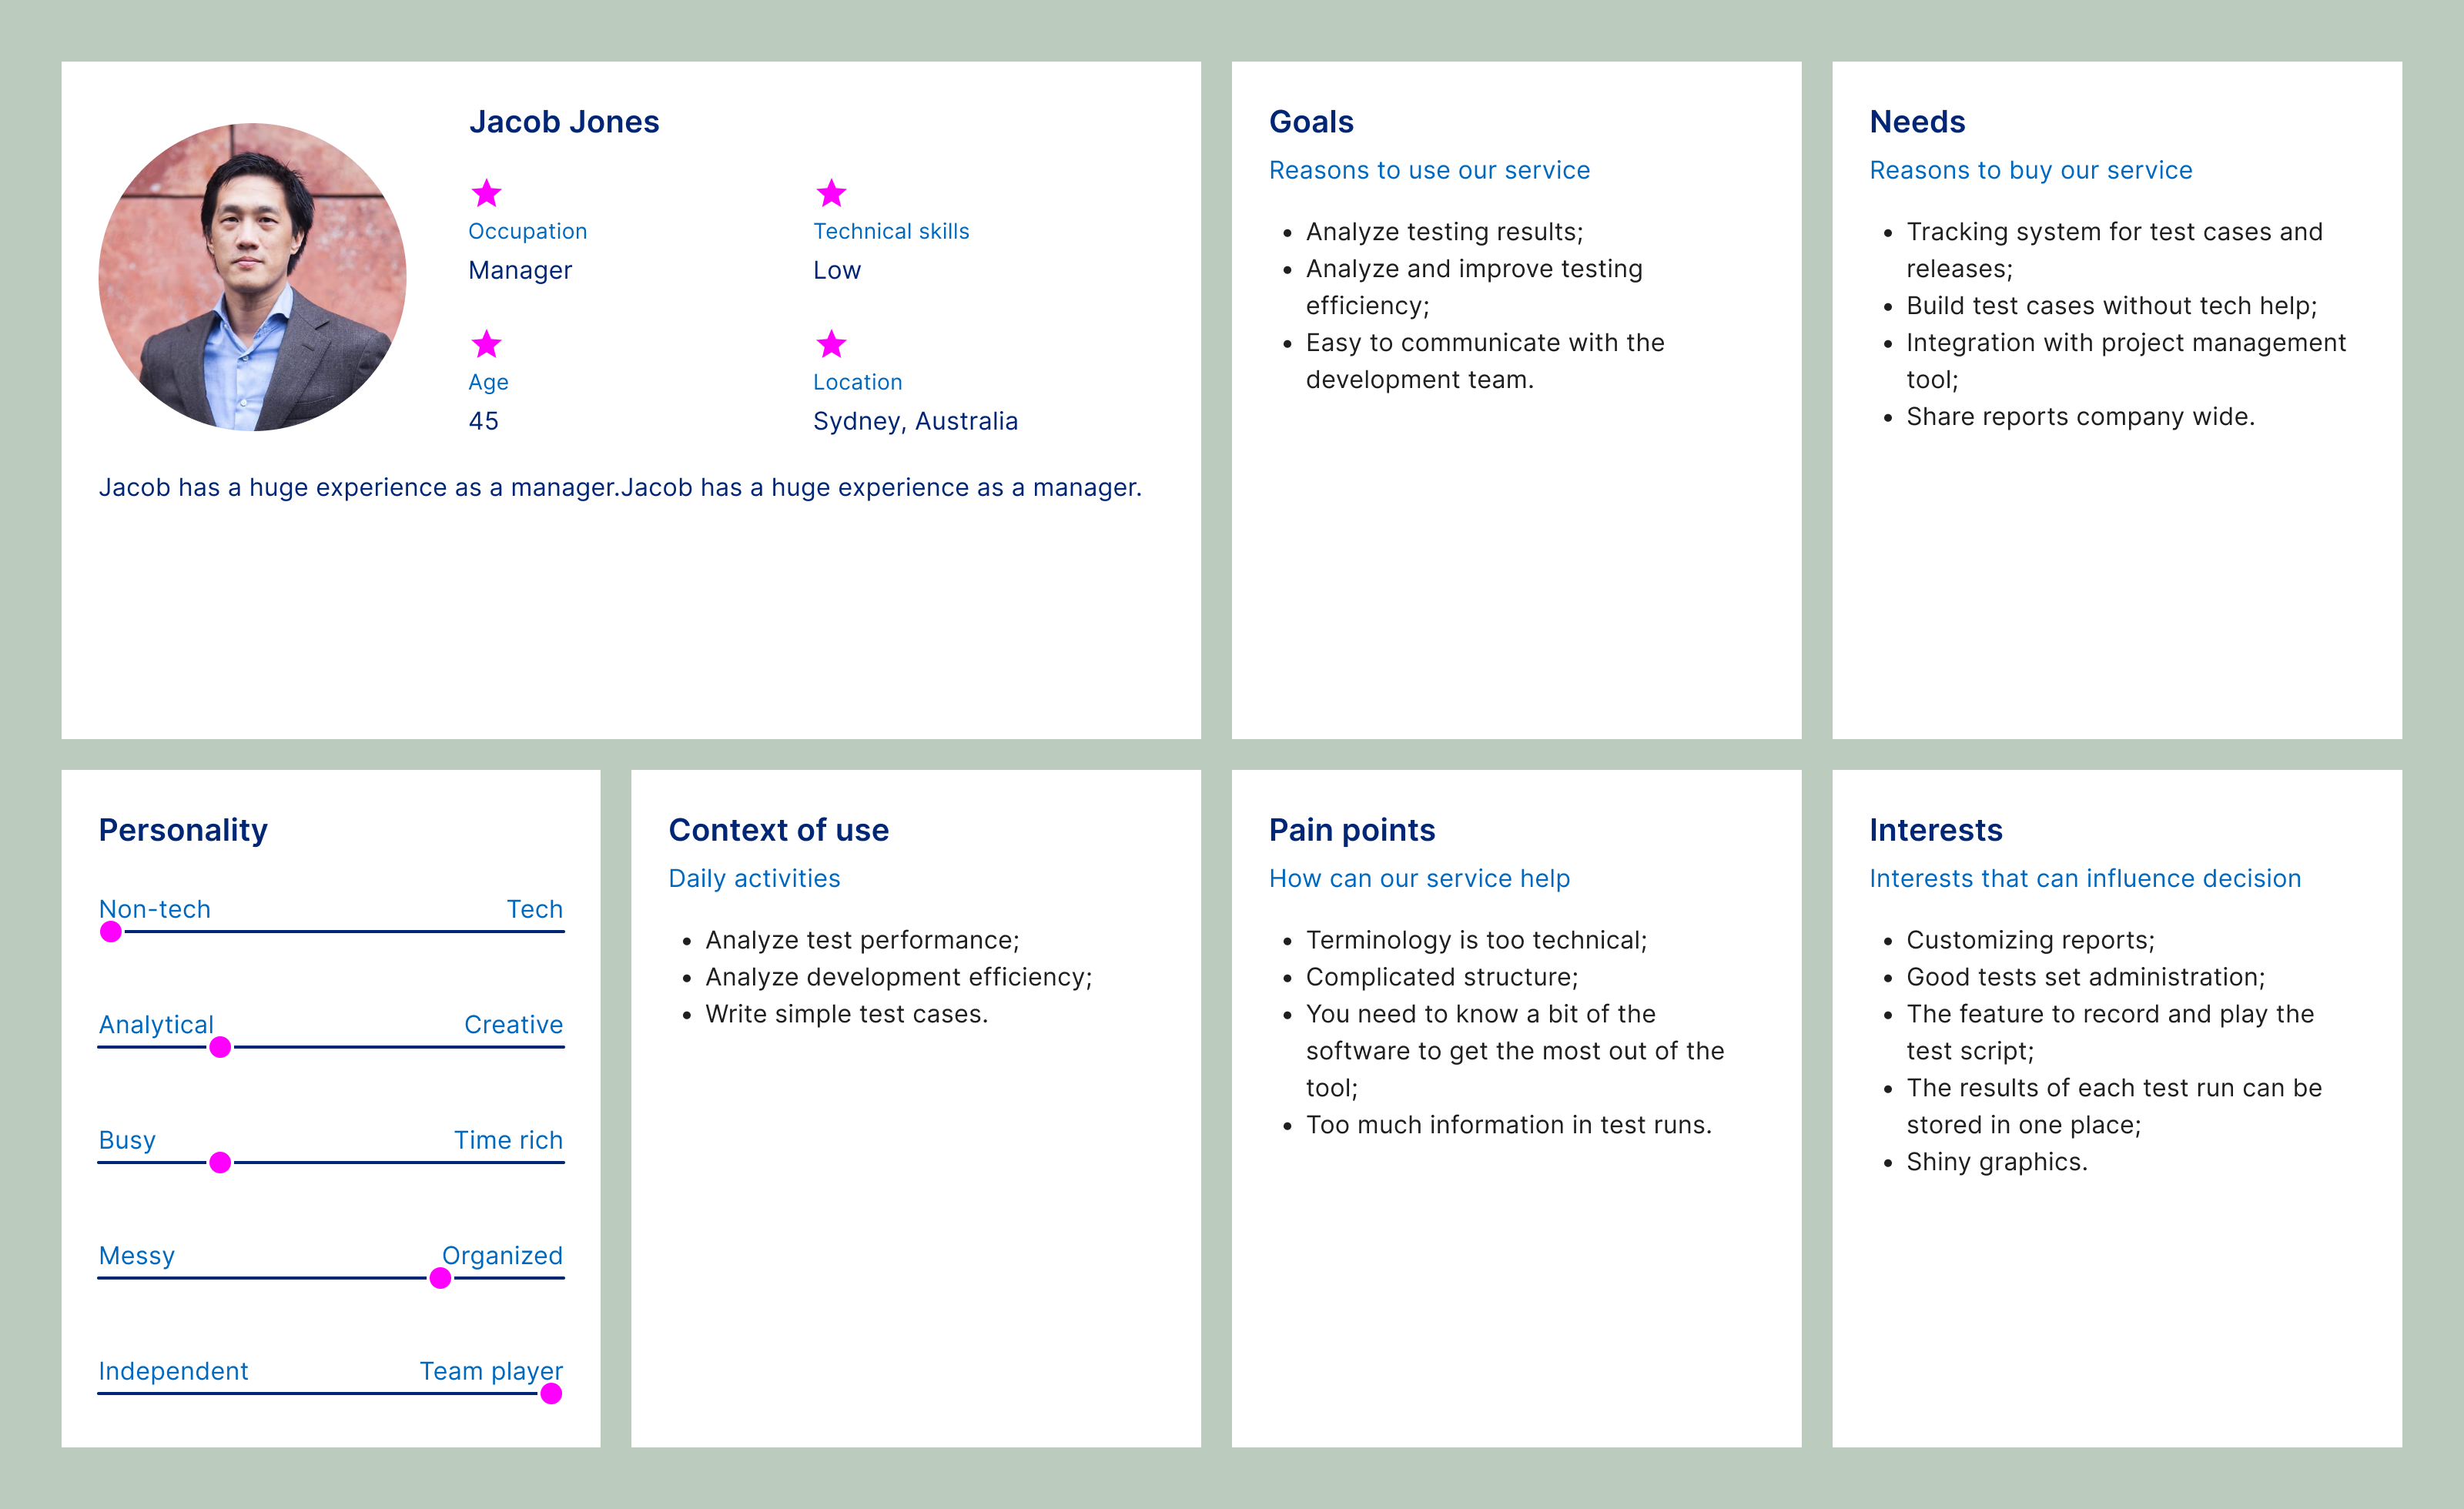 Jacob Jones
Occupation
Manager
Technical skills
Low
Age
45
Location
Sydney, Australia
Jacob has a huge experience as a manager.Jacob has a huge experience as a manager.
Goals
Reasons to use our service
• Analyze testing results;
• Analyze and improve testing
efficiency;
• Easy to communicate with the
development team.
Needs
Reasons to buy our service
• Tracking system for test cases and
releases;
• Build test cases without tech help;
• Integration with project management
tool;
• Share reports company wide.
Personality
Non-tech Tech
Analytical Creative
Busy Time rich
Messy Organized
Independent Team player
Context of use
Daily activities
• Analyze test performance;
• Analyze development efficiency;
• Write simple test cases.
Pain points
How can our service help
• Terminology is too technical;
• Complicated structure;
• You need to know a bit of the
software to get the most out of the
tool;
• Too much information in test runs.
Interests
Interests that can influence decision
• Customizing reports;
• Good tests set administration;
• The feature to record and play the
test script;
• The results of each test run can be
stored in one place;
• Shiny graphics.